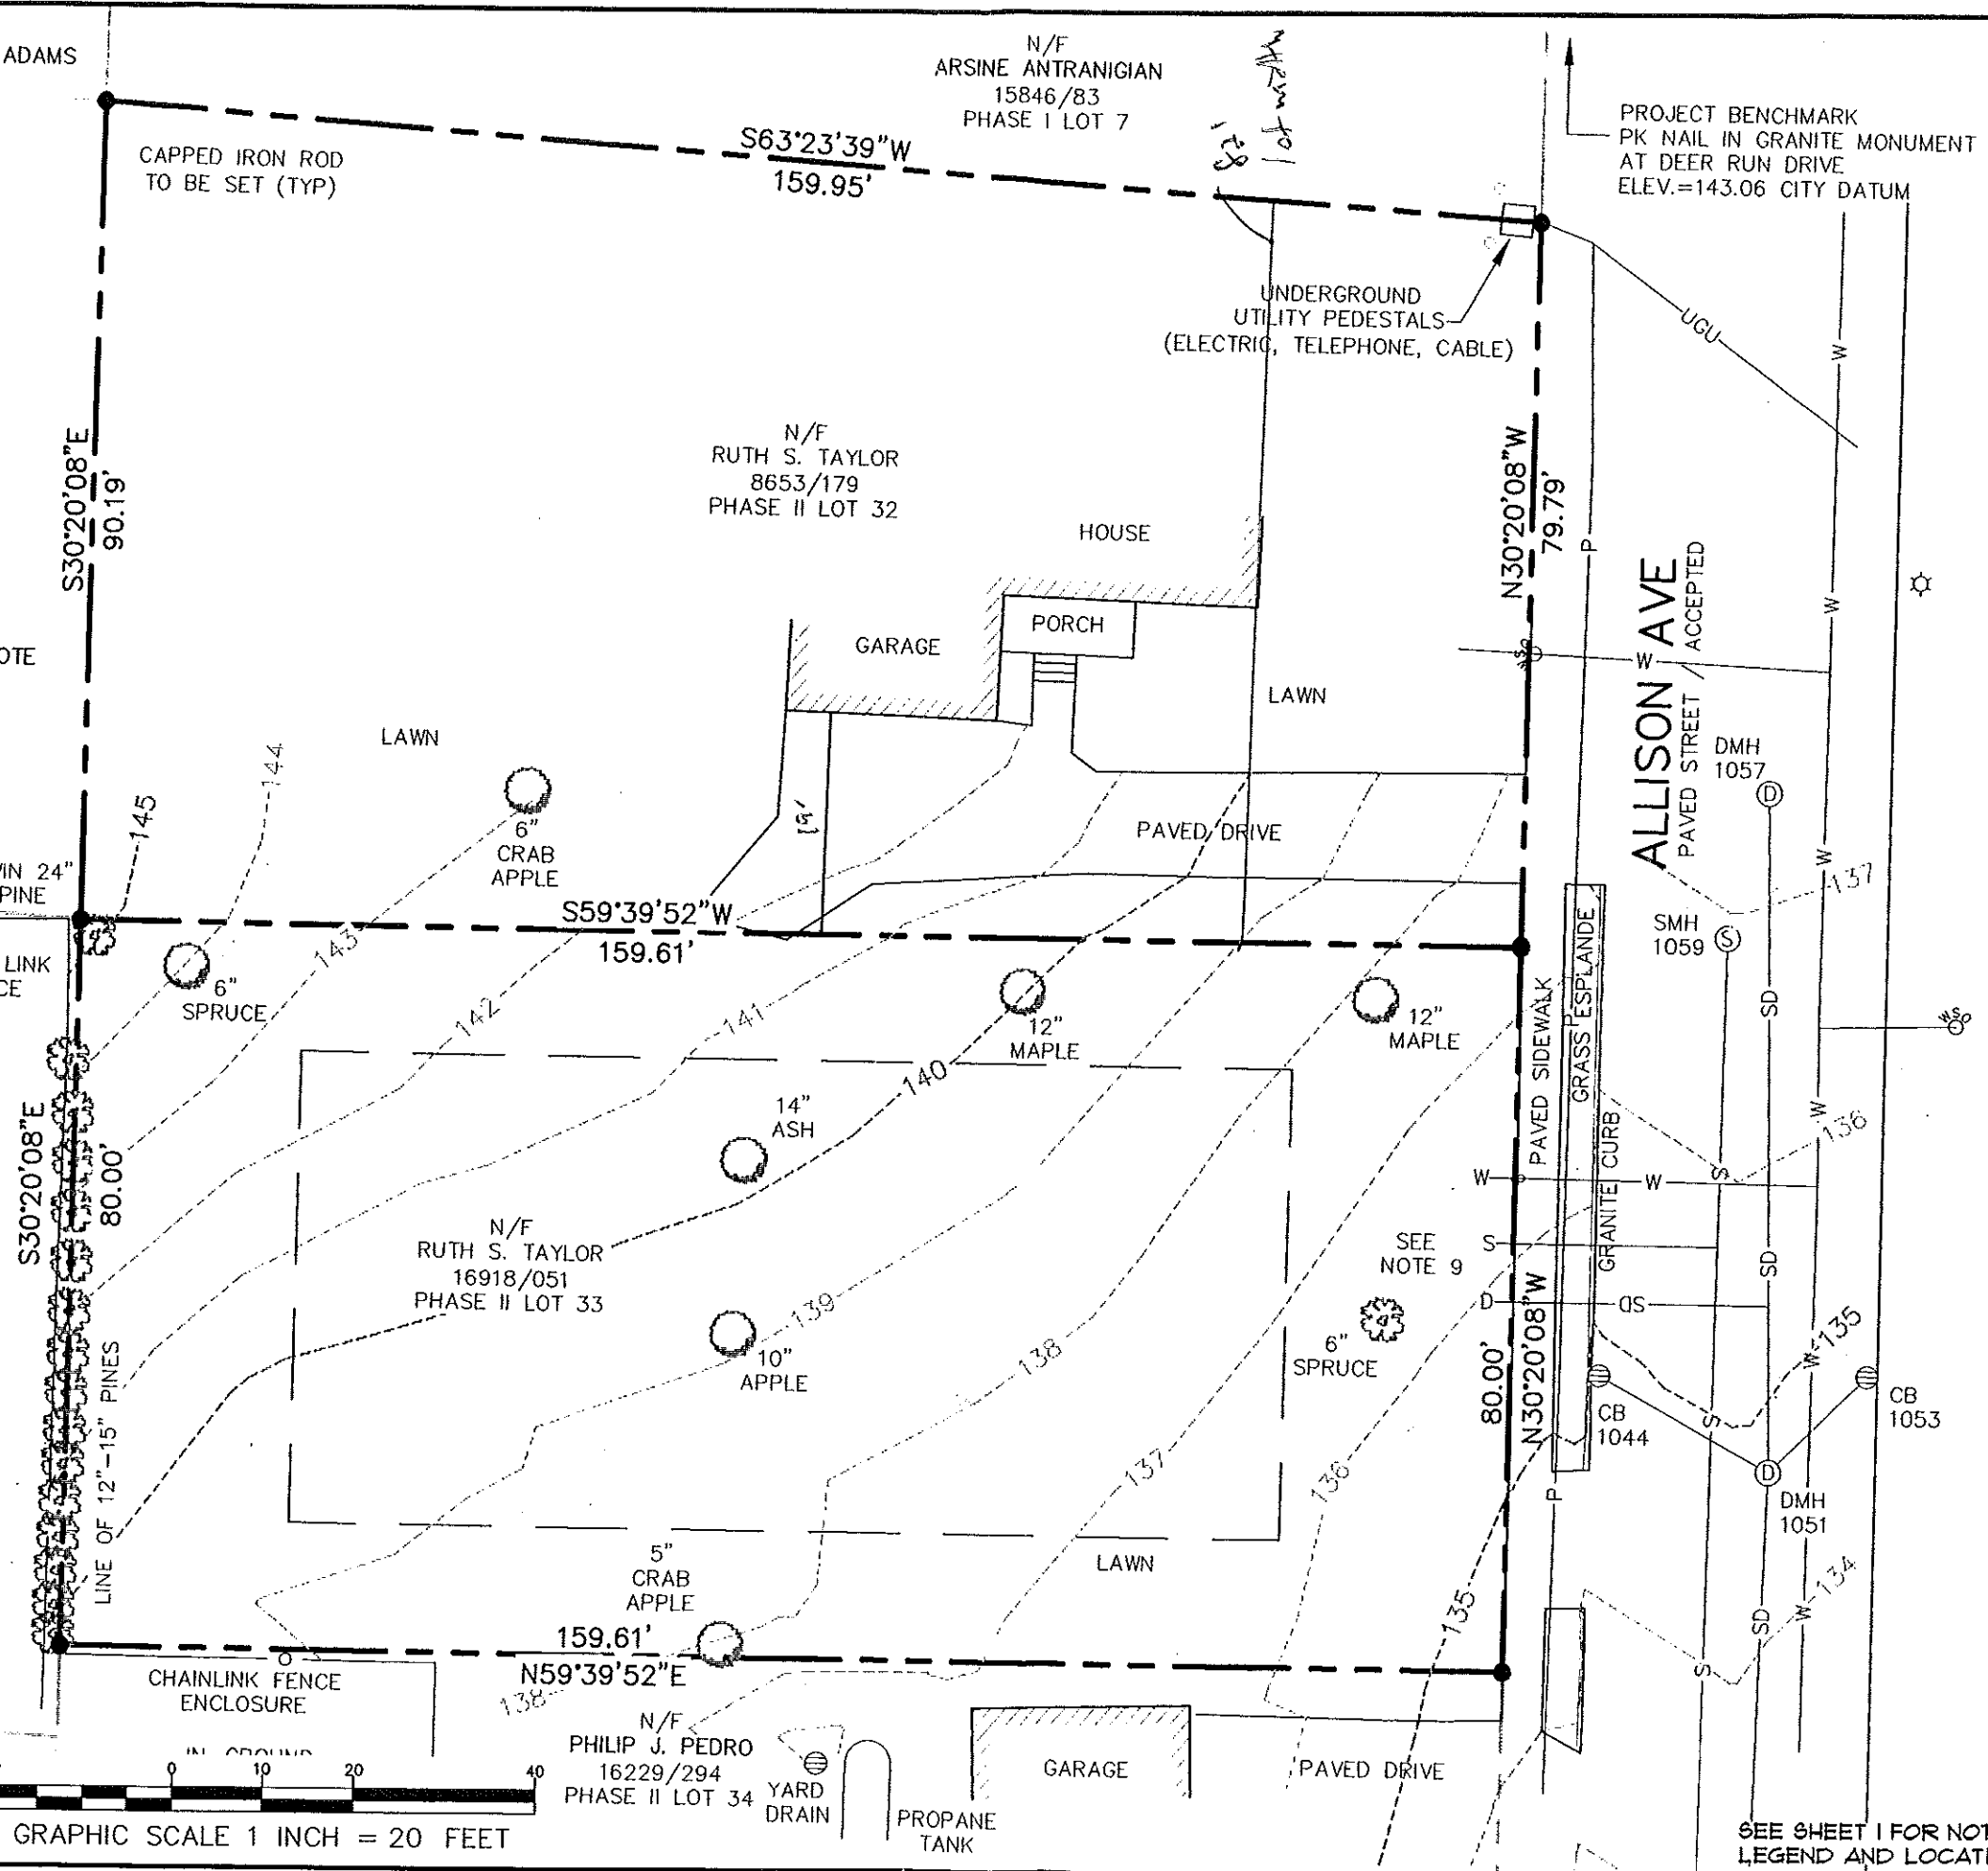 ADAMS
N/F
ARSINE ANTRANIGIAN
15846/83
PHASE I LOT 7
PROJECT BENCHMARK
PK NAIL IN GRANITE MONUMENT
AT DEER RUN DRIVE
ELEV.=143.06 CITY DATUM
CAPPED IRON ROD
TO BE SET (TYP)
S63°23'39"W
159.95'
UNDERGROUND
UTILITY PEDESTALS
(ELECTRIC, TELEPHONE, CABLE)
UGU
W
S30°20'08"E
90.19'
N/F
RUTH S. TAYLOR
8653/179
PHASE II LOT 32
HOUSE
N30°20'08"W
79.79'
P
ALLISON AVE
PAVED STREET / ACCEPTED
W
PORCH
GARAGE
OTE
WSO
W
LAWN
LAWN
DMH
1057
D
144
145
6"
CRAB
APPLE
19'
PAVED DRIVE
W
137
24"
PINE
S59°39'52"W
159.61'
SMH
1059
S
LINK
CE
6"
SPRUCE
143
142
141
140
12"
MAPLE
12"
MAPLE
PAVED SIDEWALK
P
GRASS ESPLANDE
SD
WSO
S30°20'08"E
80.00'
14"
ASH
W
136
GRANITE CURB
W
W
S
N/F
RUTH S. TAYLOR
16918/051
PHASE II LOT 33
SEE
NOTE 9
S
SD
D
SD
139
138
10"
APPLE
6"
SPRUCE
80.00'
N30°20'08"W
135
W
CB
1044
CB
1053
S
LINE OF 12"-15" PINES
137
136
P
D
DMH
1051
5"
CRAB
APPLE
LAWN
135
134
SD
W
S
159.61'
N59°39'52"E
CHAINLINK FENCE
ENCLOSURE
138
N/F
PHILIP J. PEDRO
16229/294
PHASE II LOT 34
YARD
DRAIN
PROPANE
TANK
GARAGE
PAVED DRIVE
IN GROUND
0 10 20 40
GRAPHIC SCALE 1 INCH = 20 FEET
SEE SHEET 1 FOR NOT
LEGEND AND LOCATI